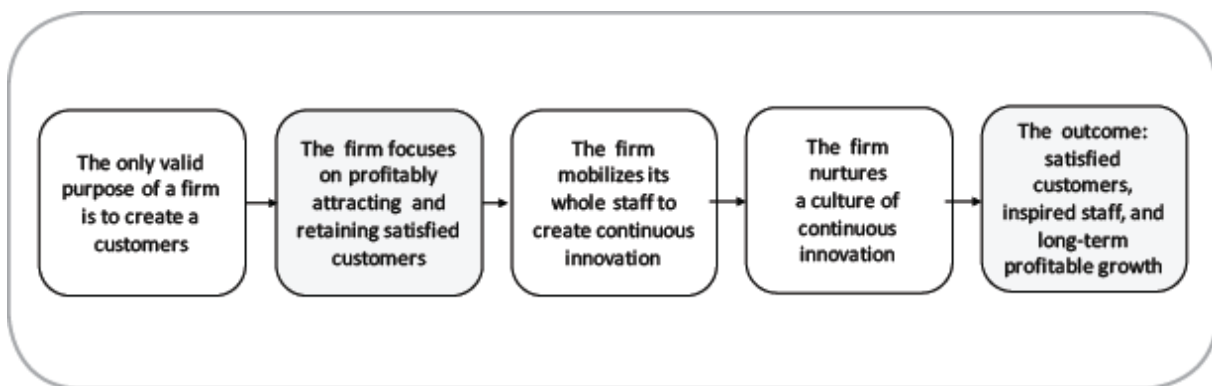 The only valid
purpose of a firm
is to create a
customers
The firm focuses
on profitably
attracting and
retaining satisfied
customers
The firm
mobilizes its
whole staff to
create continuous
innovation
The firm
nurtures
a culture of
continuous
innovation
The outcome:
satisfied
customers,
inspired staff, and
long-term
profitable growth